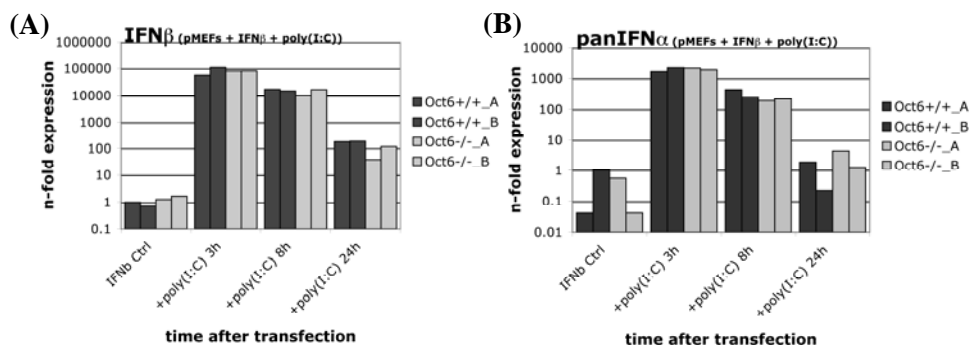 (A)
IFNβ (pMEFs + IFNβ + poly(I:C))
n-fold expression
1000000
100000
10000
1000
100
10
1
0.1
IFNb Ctrl
+poly(I:C) 3h
+poly(I:C) 8h
+poly(I:C) 24h
time after transfection
Oct6+/+_A
Oct6+/+_B
Oct6-/-_A
Oct6-/-_B
(B)
panIFNα (pMEFs + IFNβ + poly(I:C))
n-fold expression
10000
1000
100
10
1
0.1
0.01
IFNb Ctrl
+poly(I:C) 3h
+poly(I:C) 8h
+poly(I:C) 24h
time after transfection
Oct6+/+_A
Oct6+/+_B
Oct6-/-_A
Oct6-/-_B